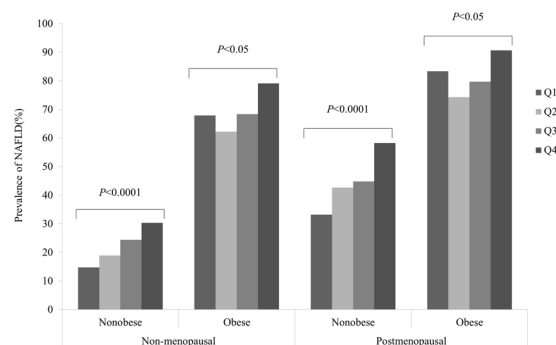 Prevalence of NAFLD(%)
100
90
80
70
60
50
40
30
20
10
0
P<0.0001
P<0.05
P<0.0001
P<0.05
Q1
Q2
Q3
Q4
Nonobese Obese Nonobese Obese
Non-menopausal Postmenopausal